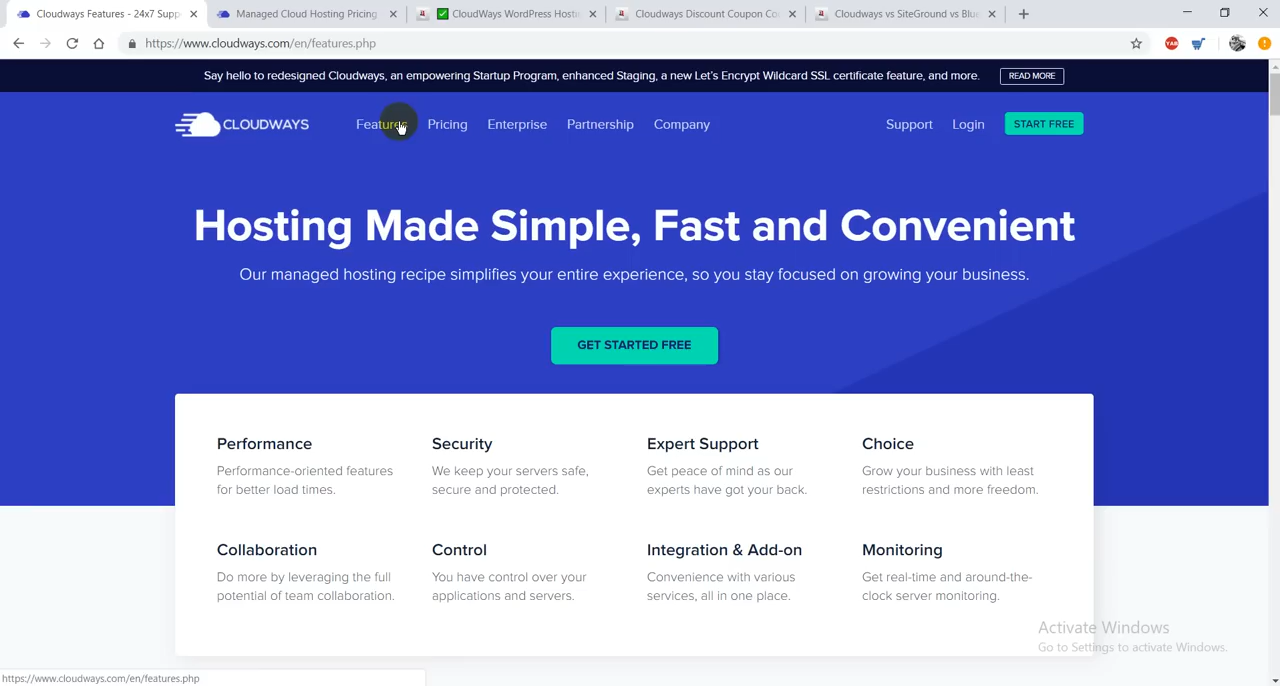 Cloudways Features - 24x7 Supp
Managed Cloud Hosting Pricing
CloudWays WordPress Hosti
Cloudways Discount Coupon Co
Cloudways vs SiteGround vs Blue
https://www.cloudways.com/en/features.php
Say hello to redesigned Cloudways, an empowering Startup Program, enhanced Staging, a new Let's Encrypt Wildcard SSL certificate feature, and more. READ MORE
CLOUDWAYS Features Pricing Enterprise Partnership Company Support Login START FREE
Hosting Made Simple, Fast and Convenient
Our managed hosting recipe simplifies your entire experience, so you stay focused on growing your business.
GET STARTED FREE
Performance
Performance-oriented features
for better load times.
Security
We keep your servers safe,
secure and protected.
Expert Support
Get peace of mind as our
experts have got your back.
Choice
Grow your business with least
restrictions and more freedom.
Collaboration
Do more by leveraging the full
potential of team collaboration.
Control
You have control over your
applications and servers.
Integration & Add-on
Convenience with various
services, all in one place.
Monitoring
Get real-time and around-the-
clock server monitoring.
Activate Windows
Go to Settings to activate Windows.
https://www.cloudways.com/en/features.php